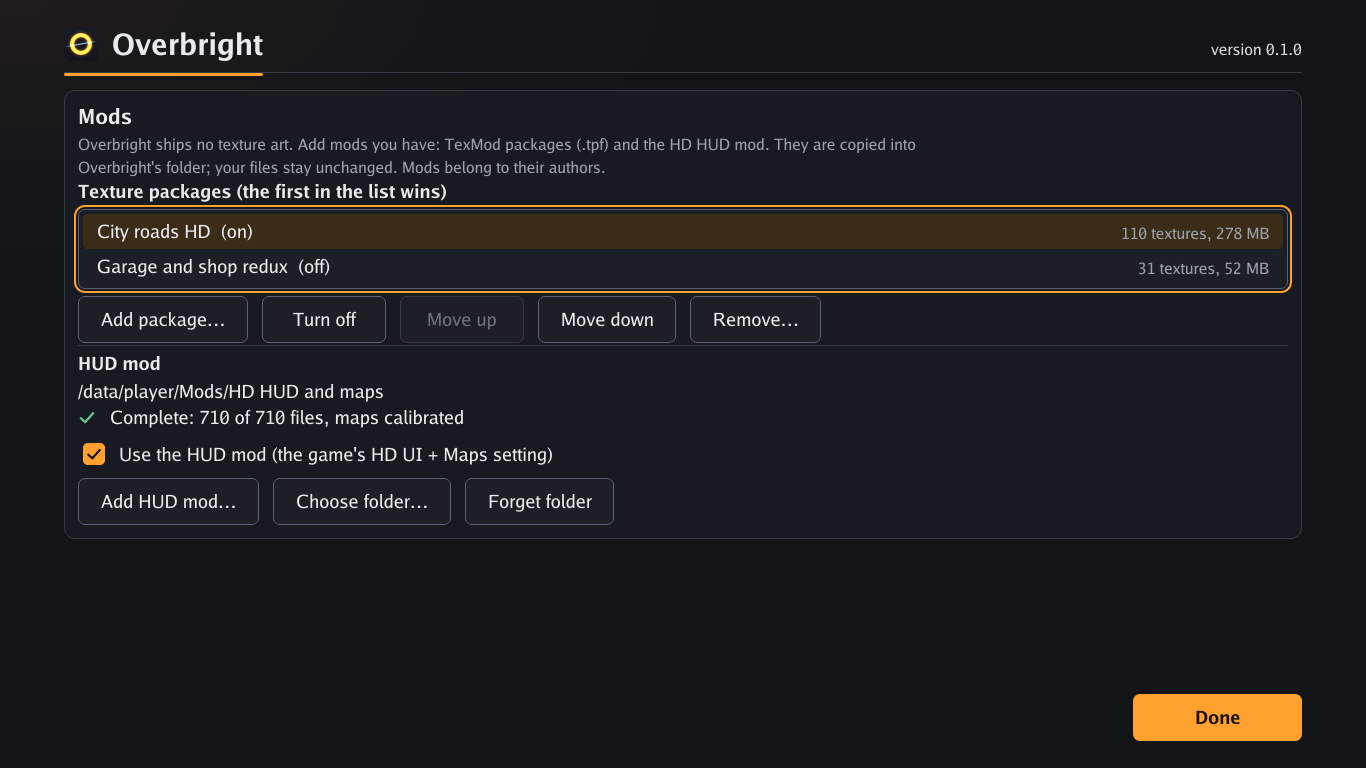 Overbright
version 0.1.0
Mods
Overbright ships no texture art. Add mods you have: TexMod packages (.tpf) and the HD HUD mod. They are copied into
Overbright's folder; your files stay unchanged. Mods belong to their authors.
Texture packages (the first in the list wins)
City roads HD (on)
110 textures, 278 MB
Garage and shop redux (off)
31 textures, 52 MB
Add package...
Turn off
Move up
Move down
Remove...
HUD mod
/data/player/Mods/HD HUD and maps
Complete: 710 of 710 files, maps calibrated
Use the HUD mod (the game's HD UI + Maps setting)
Add HUD mod...
Choose folder...
Forget folder
Done